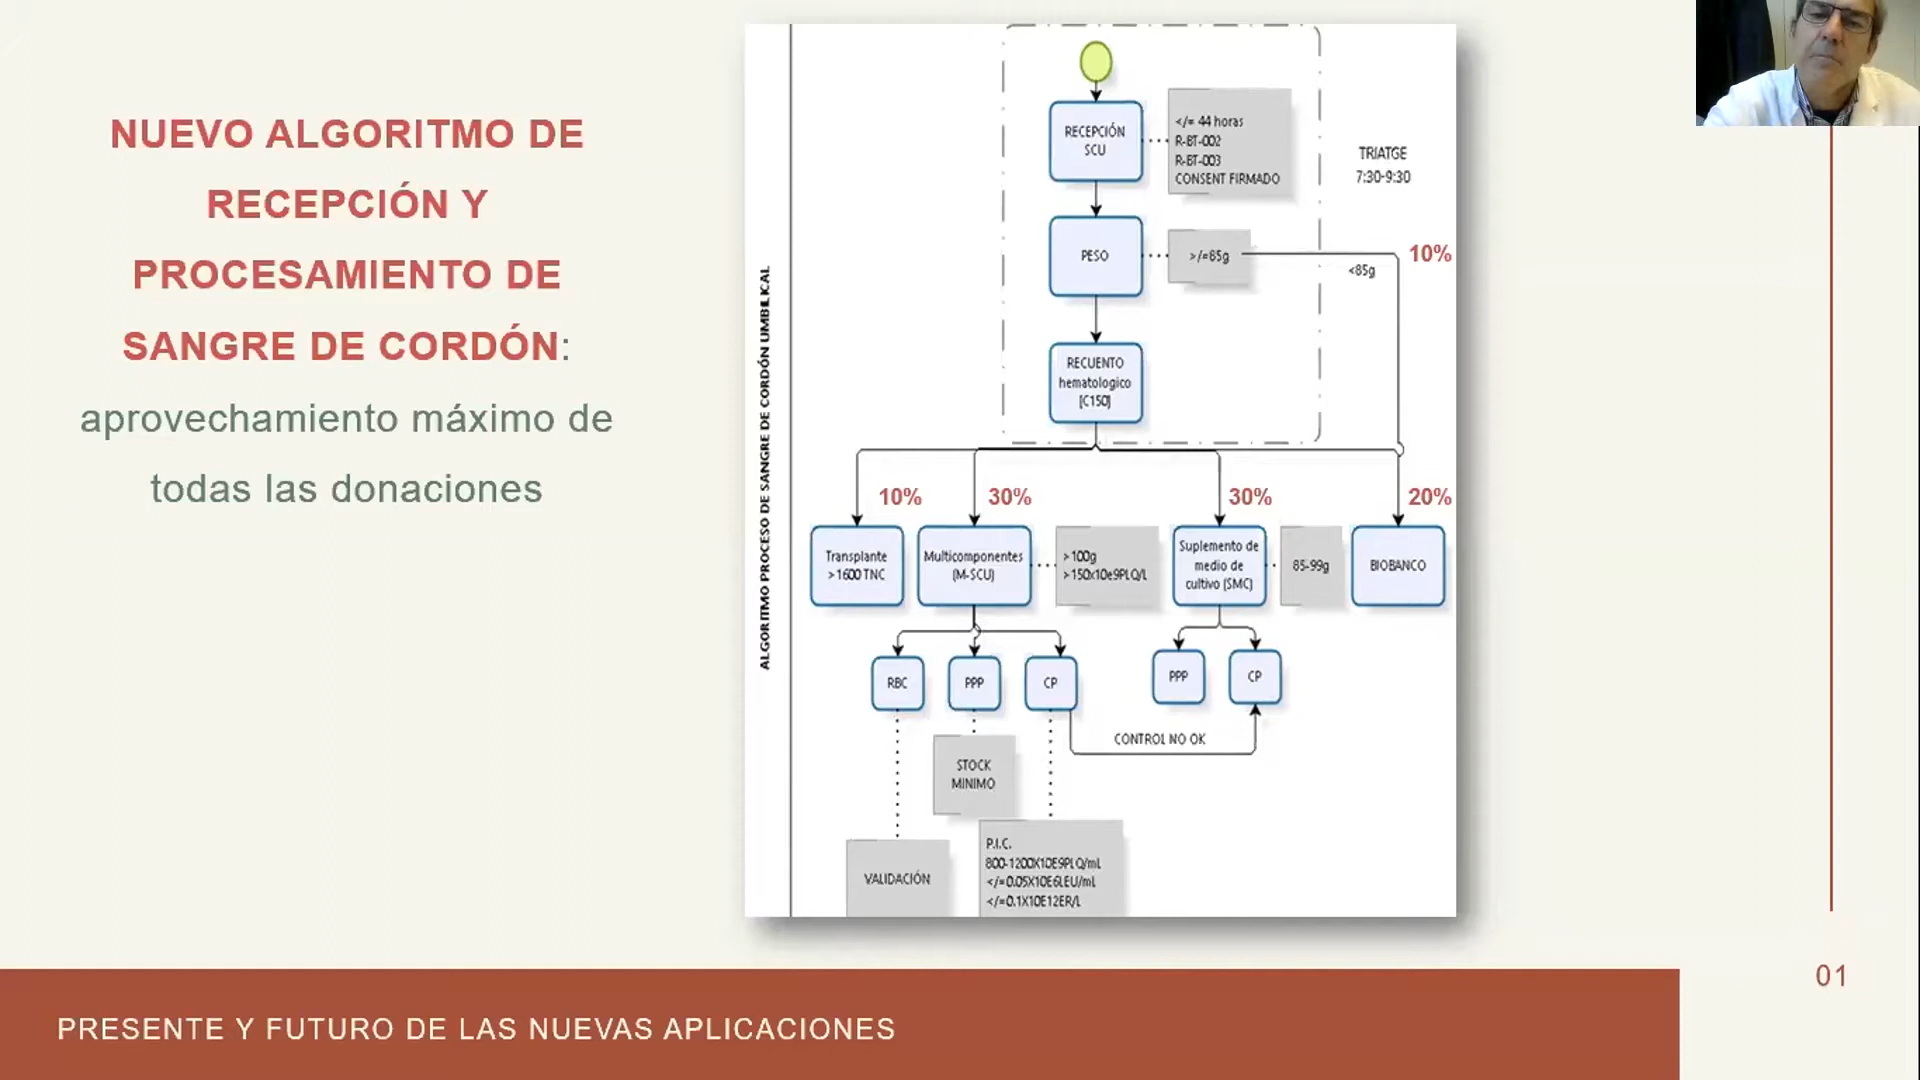 NUEVO ALGORITMO DE
RECEPCIÓN Y
PROCESAMIENTO DE
SANGRE DE CORDÓN:
aprovechamiento máximo de
todas las donaciones
ALGORITMO PROCESO DE SANGRE DE CORDÓN UMBILICAL
RECEPCIÓN
SCU
</= 44 horas
R-BT-002
R-BT-003
CONSENT FIRMADO
TRIATGE
7:30-9:30
PESO
>/=85g
<85g
10%
RECUENTO
hematologico
[C150]
10%
30%
30%
20%
Transplante
>1600 TNC
Multicomponentes
(M-SCU)
>100g
>150x10e9PLQ/L
Suplemento de
medio de
cultivo (SMC)
85-99g
BIOBANCO
RBC
PPP
CP
PPP
CP
CONTROL NO OK
STOCK
MINIMO
VALIDACIÓN
P.I.C.
800-1200X10E9PLQ/mL
</=0.05X10E6LEU/mL
</=0.1X10E12ER/L
PRESENTE Y FUTURO DE LAS NUEVAS APLICACIONES
01